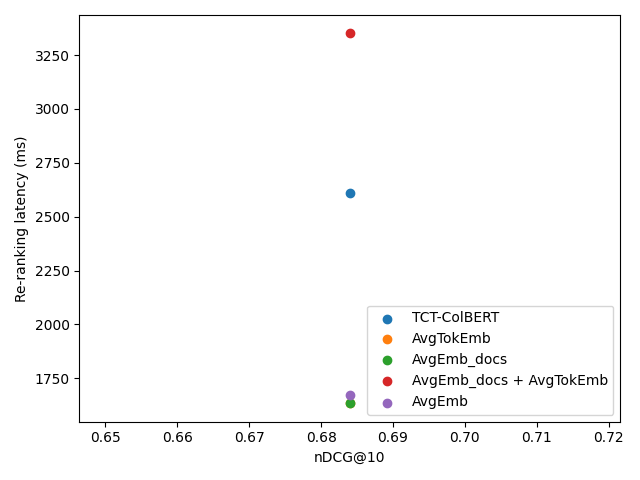 3250
3000
2750
2500
2250
2000
1750
Re-ranking latency (ms)
TCT-ColBERT
AvgTokEmb
AvgEmb_docs
AvgEmb_docs + AvgTokEmb
AvgEmb
0.65 0.66 0.67 0.68 0.69 0.70 0.71 0.72
nDCG@10